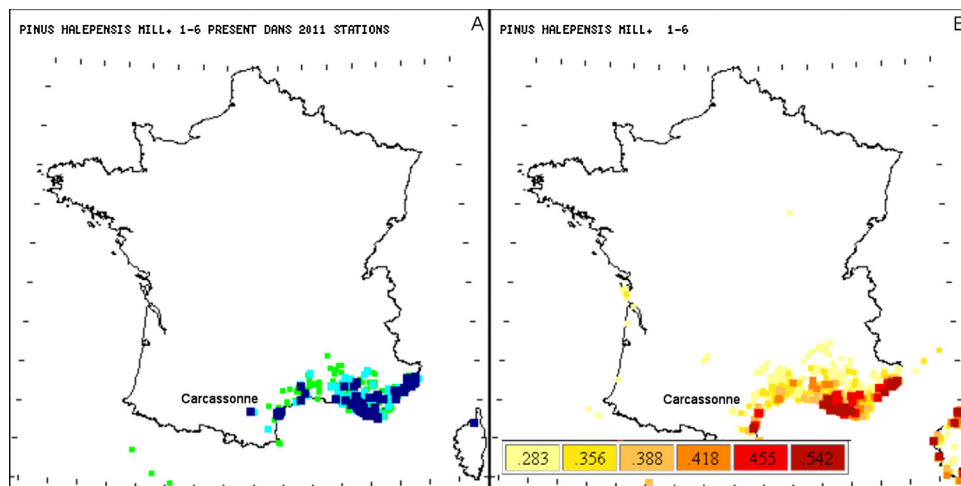 PINUS HALEPENSIS MILL+ 1-6 PRESENT DANS 2011 STATIONS
A
Carcassonne
PINUS HALEPENSIS MILL+ 1-6
Carcassonne
.283 .356 .388 .418 .455 .542